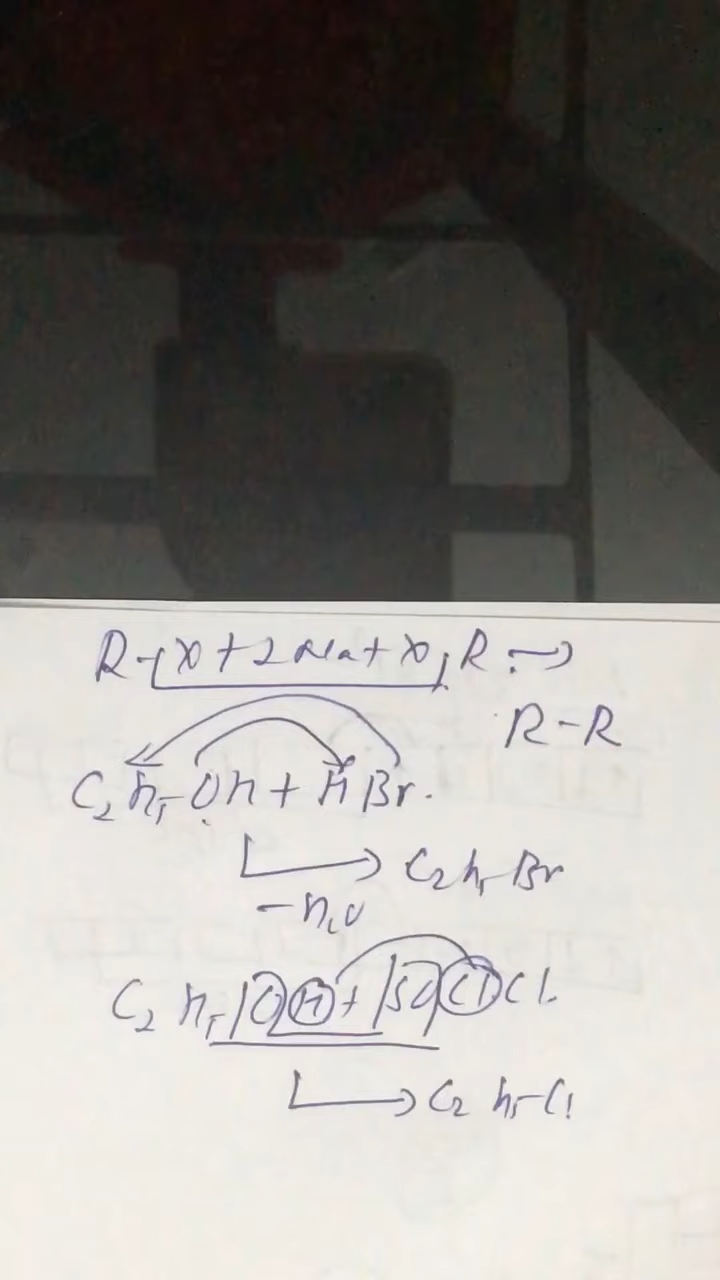 R-X + 2Na + X-R →
R-R
C₂H₅-OH + HBr.
→ C₂H₅Br
-H₂O
C₂H₅ OH + SOCl Cl
→ C₂H₅-Cl